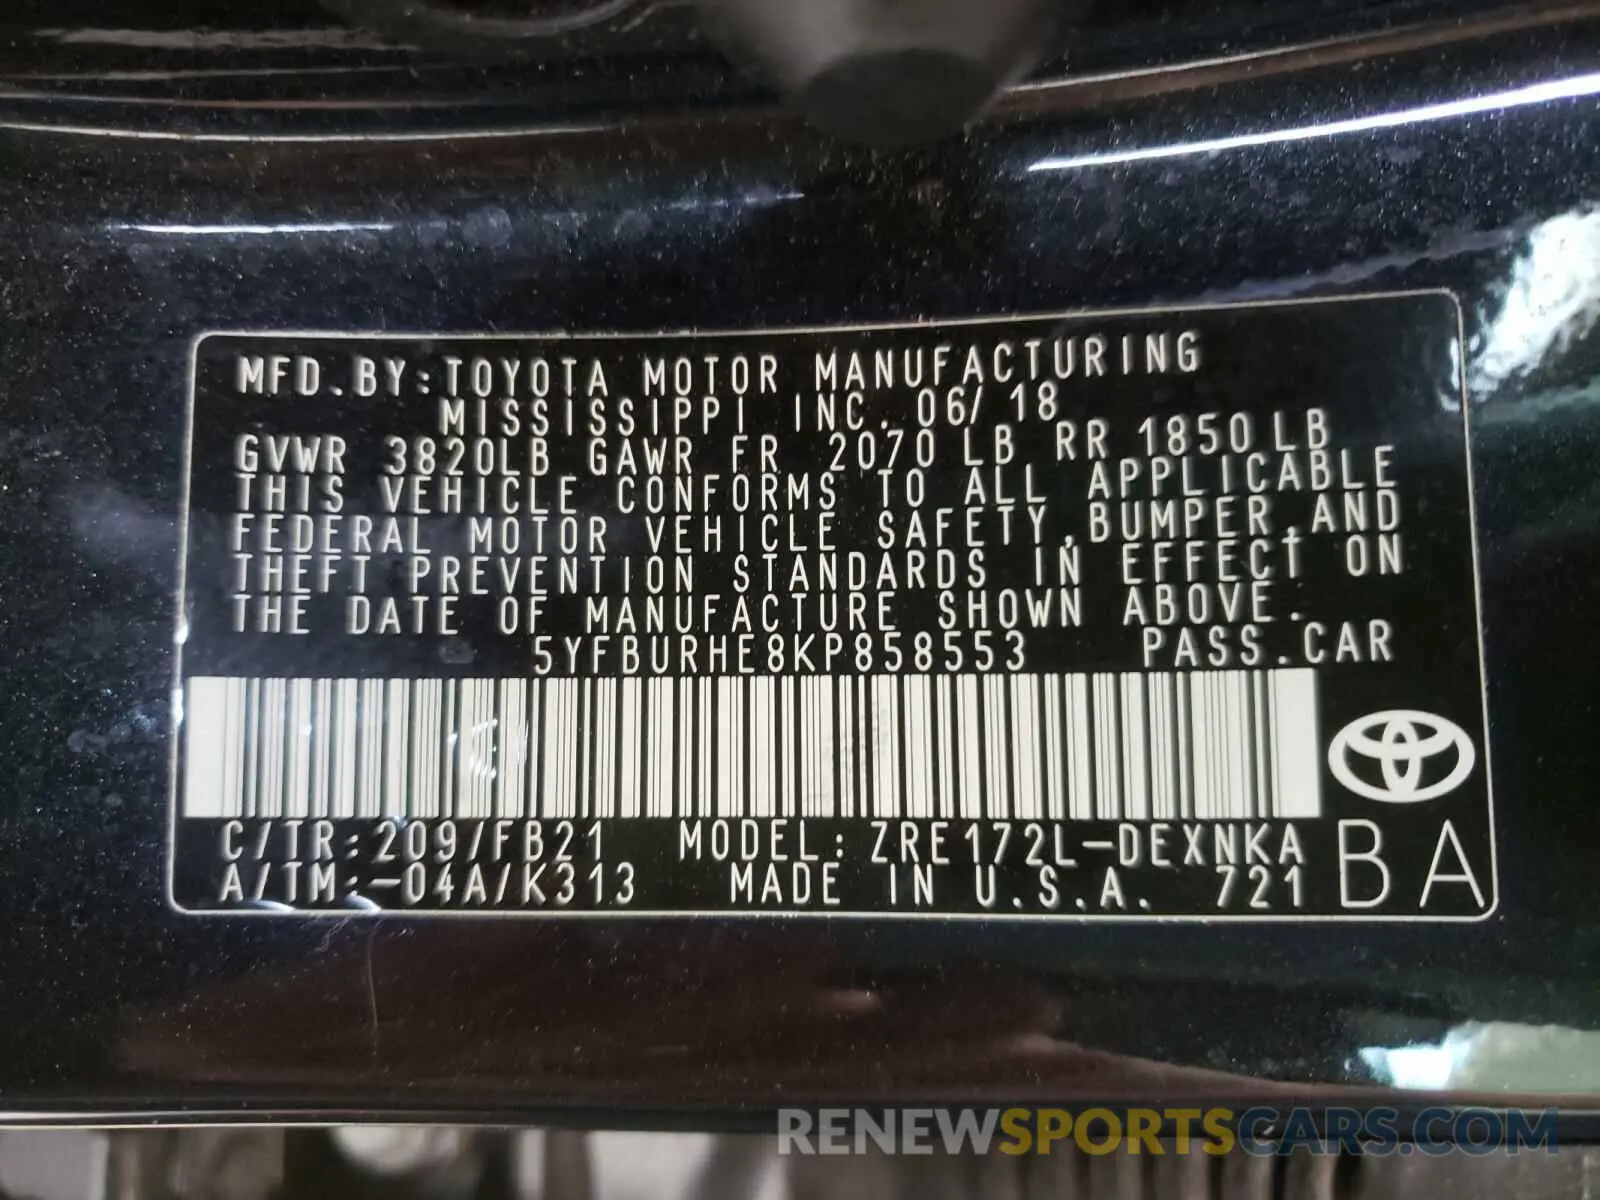 MFD.BY:TOYOTA MOTOR MANUFACTURING
MISSISSIPPI INC. 06/18
GVWR 3820LB GAWR FR 2070LB RR 1850LB
THIS VEHICLE CONFORMS TO ALL APPLICABLE
FEDERAL MOTOR VEHICLE SAFETY,BUMPER,AND
THEFT PREVENTION STANDARDS IN EFFECT ON
THE DATE OF MANUFACTURE SHOWN ABOVE.
5YFBURHE8KP858553 PASS.CAR
C/TR:209/FB21 MODEL:ZRE172L-DEXNKA
A/TM:-04A/K313 MADE IN U.S.A. 721
BA
RENEWSPORTSCARS.COM